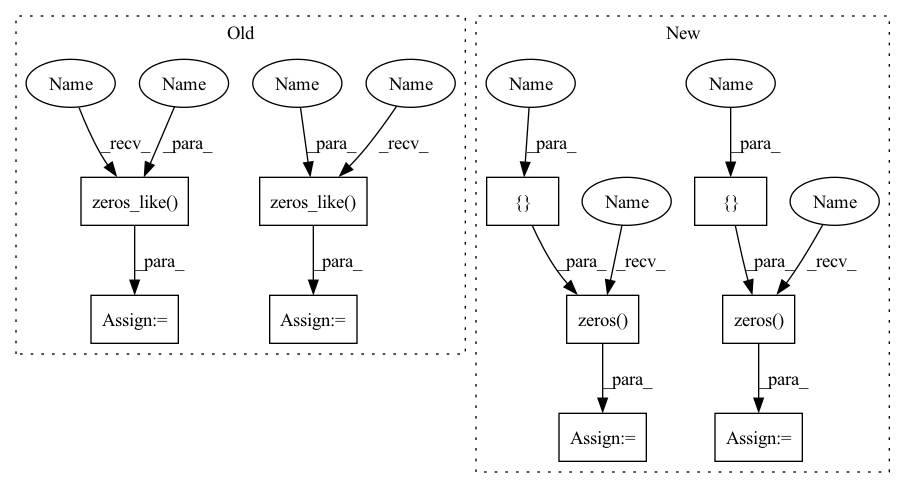 Old
New
Name
Name
Name
Name
Name
Name
_recv_
_para_
_para_
_recv_
_para_
_para_
zeros_like()
zeros_like()
{}
Name
{}
Name
_para_
_para_
_para_
_recv_
_para_
_recv_
Assign:=
Assign:=
zeros()
zeros()
_para_
_para_
Assign:=
Assign:=